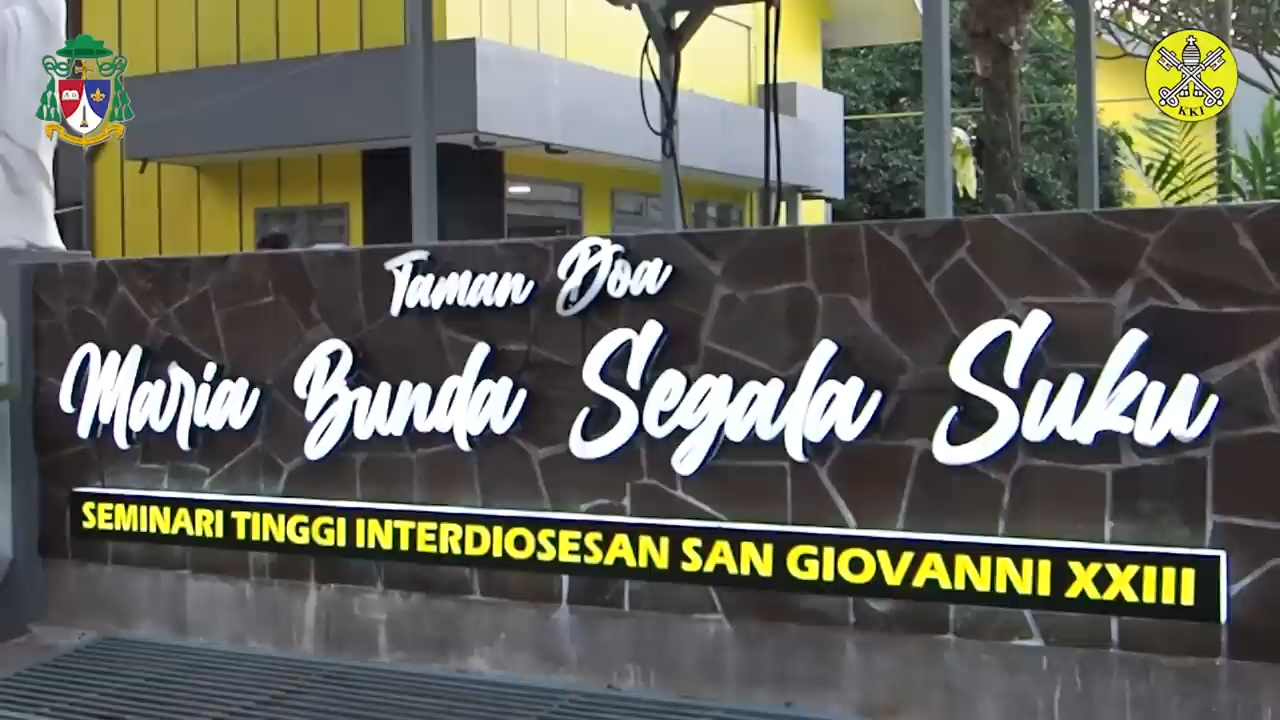 KKI
Taman Doa
Maria Bunda Segala Suku
SEMINARI TINGGI INTERDIOSESAN SAN GIOVANNI XXIII